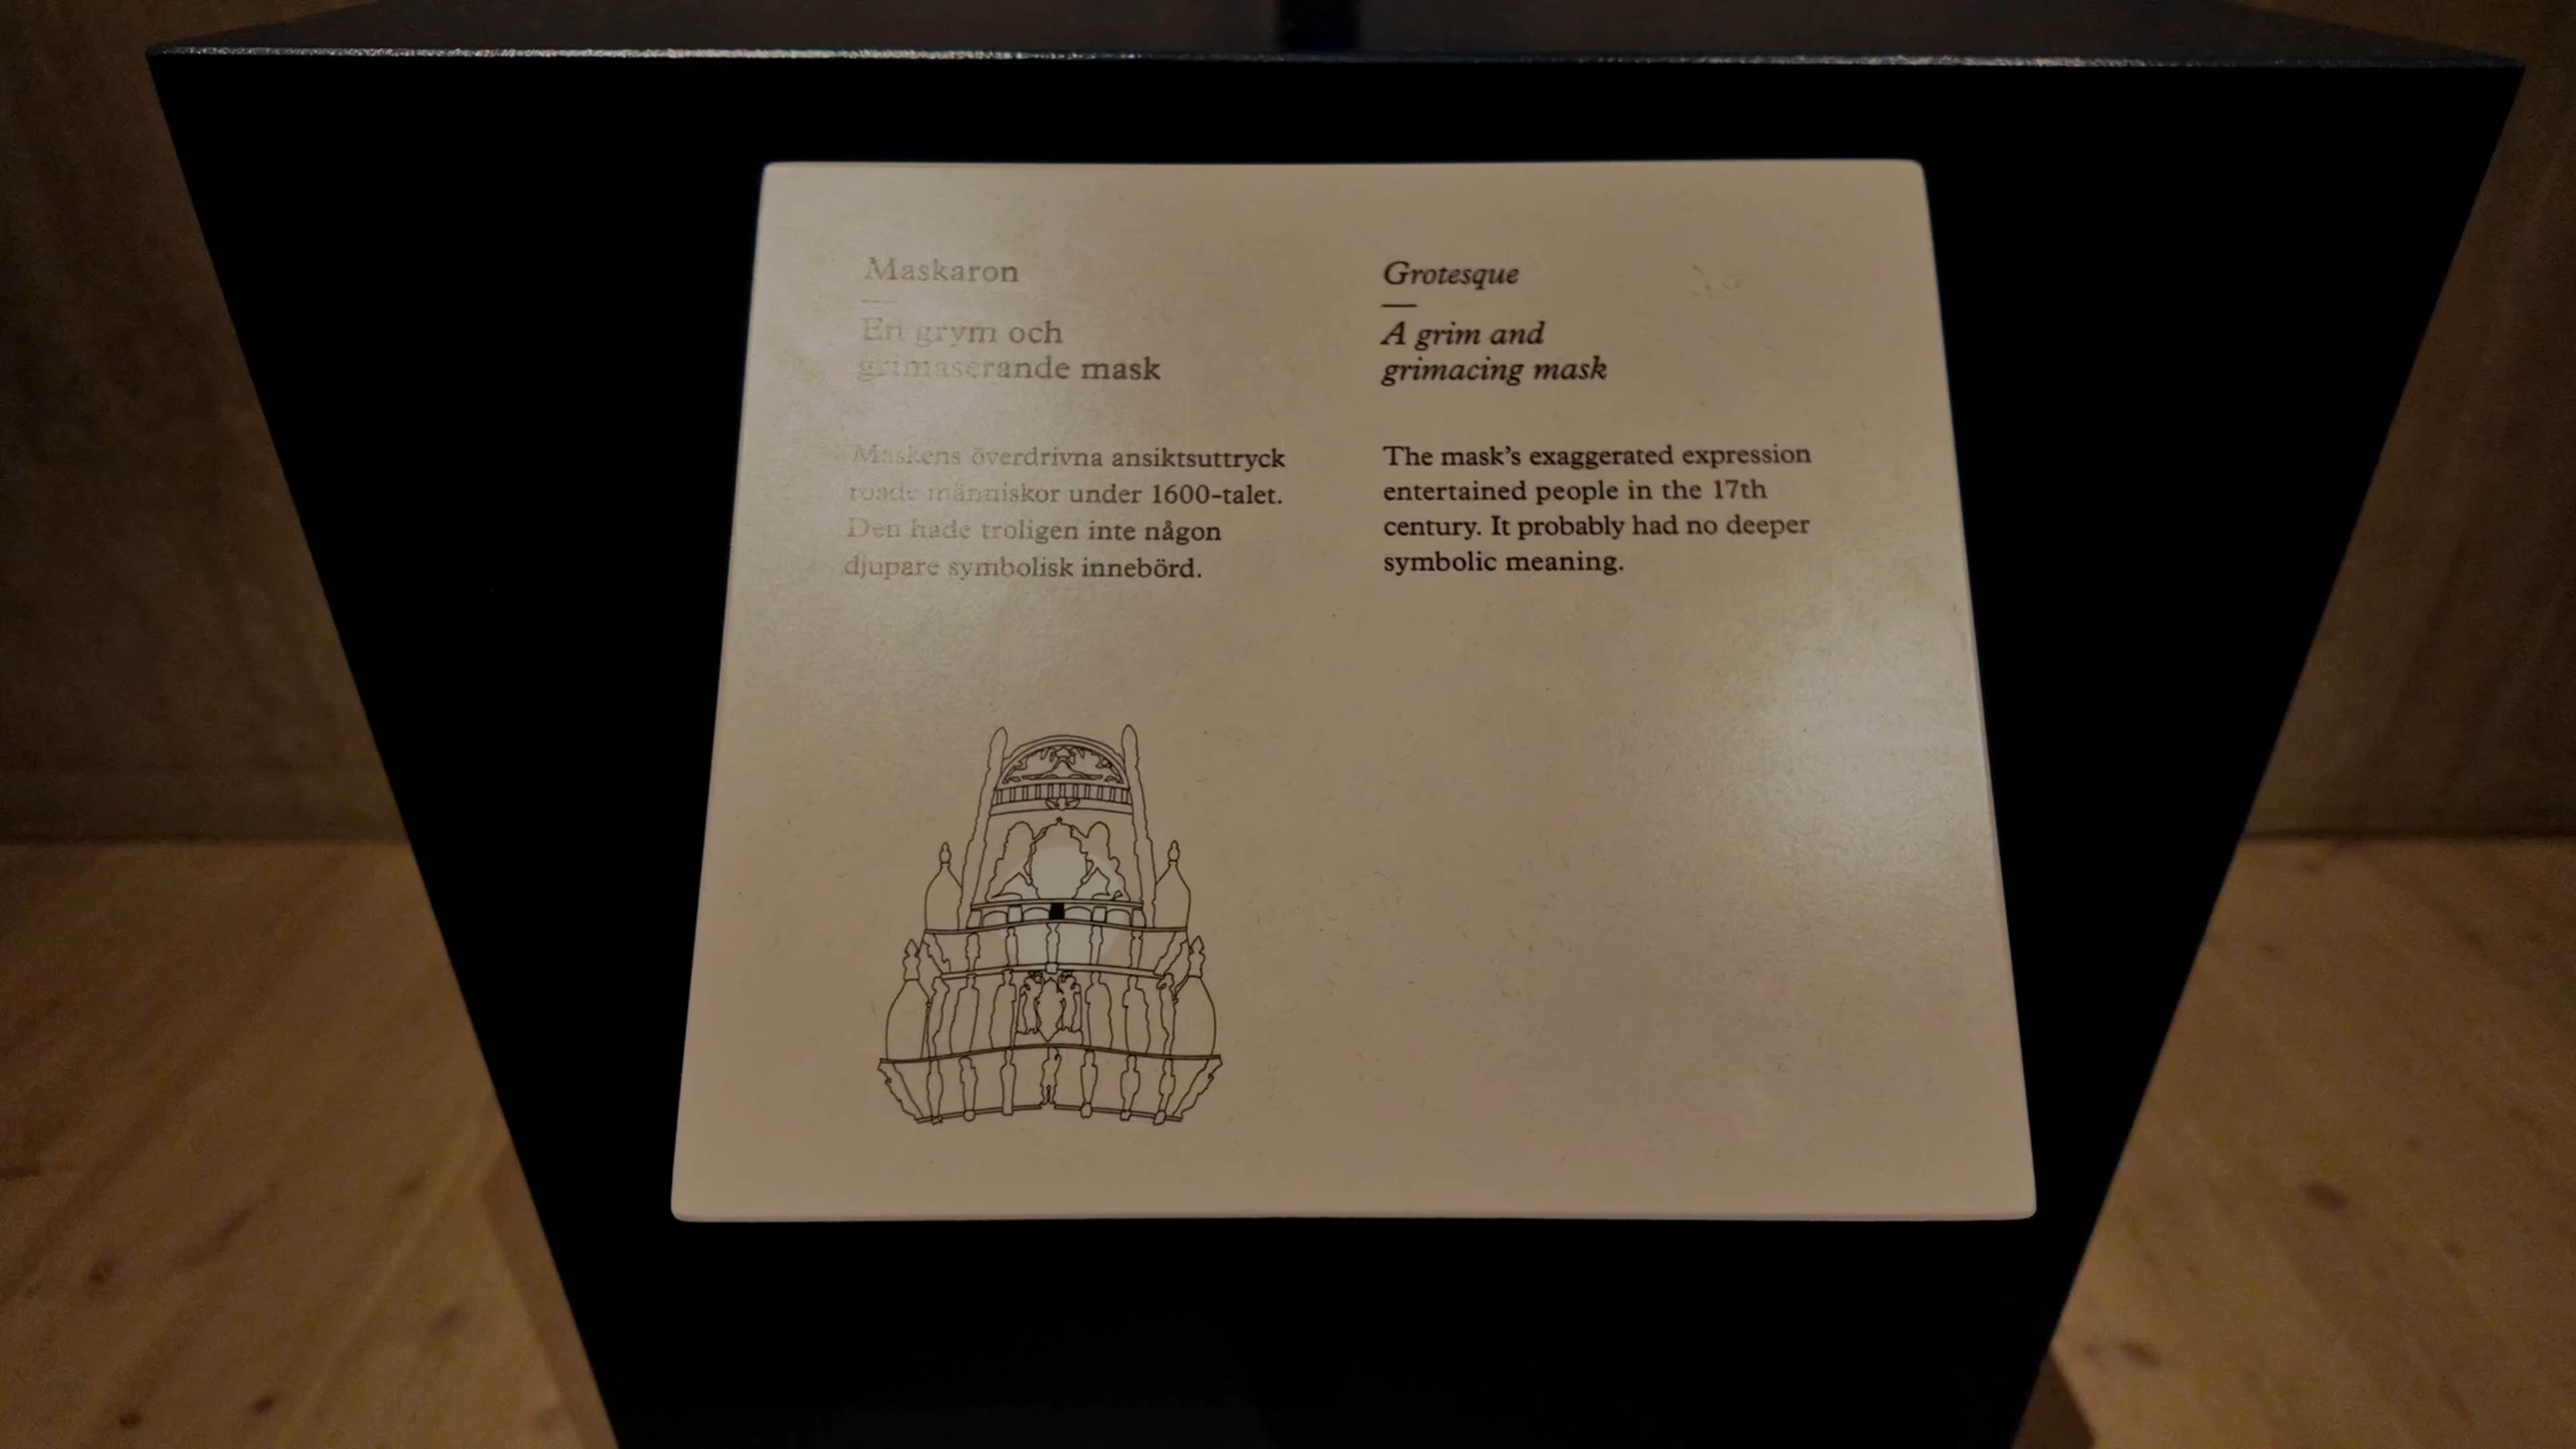 Maskaron
En grym och
grimaserande mask
Maskens överdrivna ansiktsuttryck
roade människor under 1600-talet.
Den hade troligen inte någon
djupare symbolisk innebörd.
Grotesque
A grim and
grimacing mask
The mask’s exaggerated expression
entertained people in the 17th
century. It probably had no deeper
symbolic meaning.